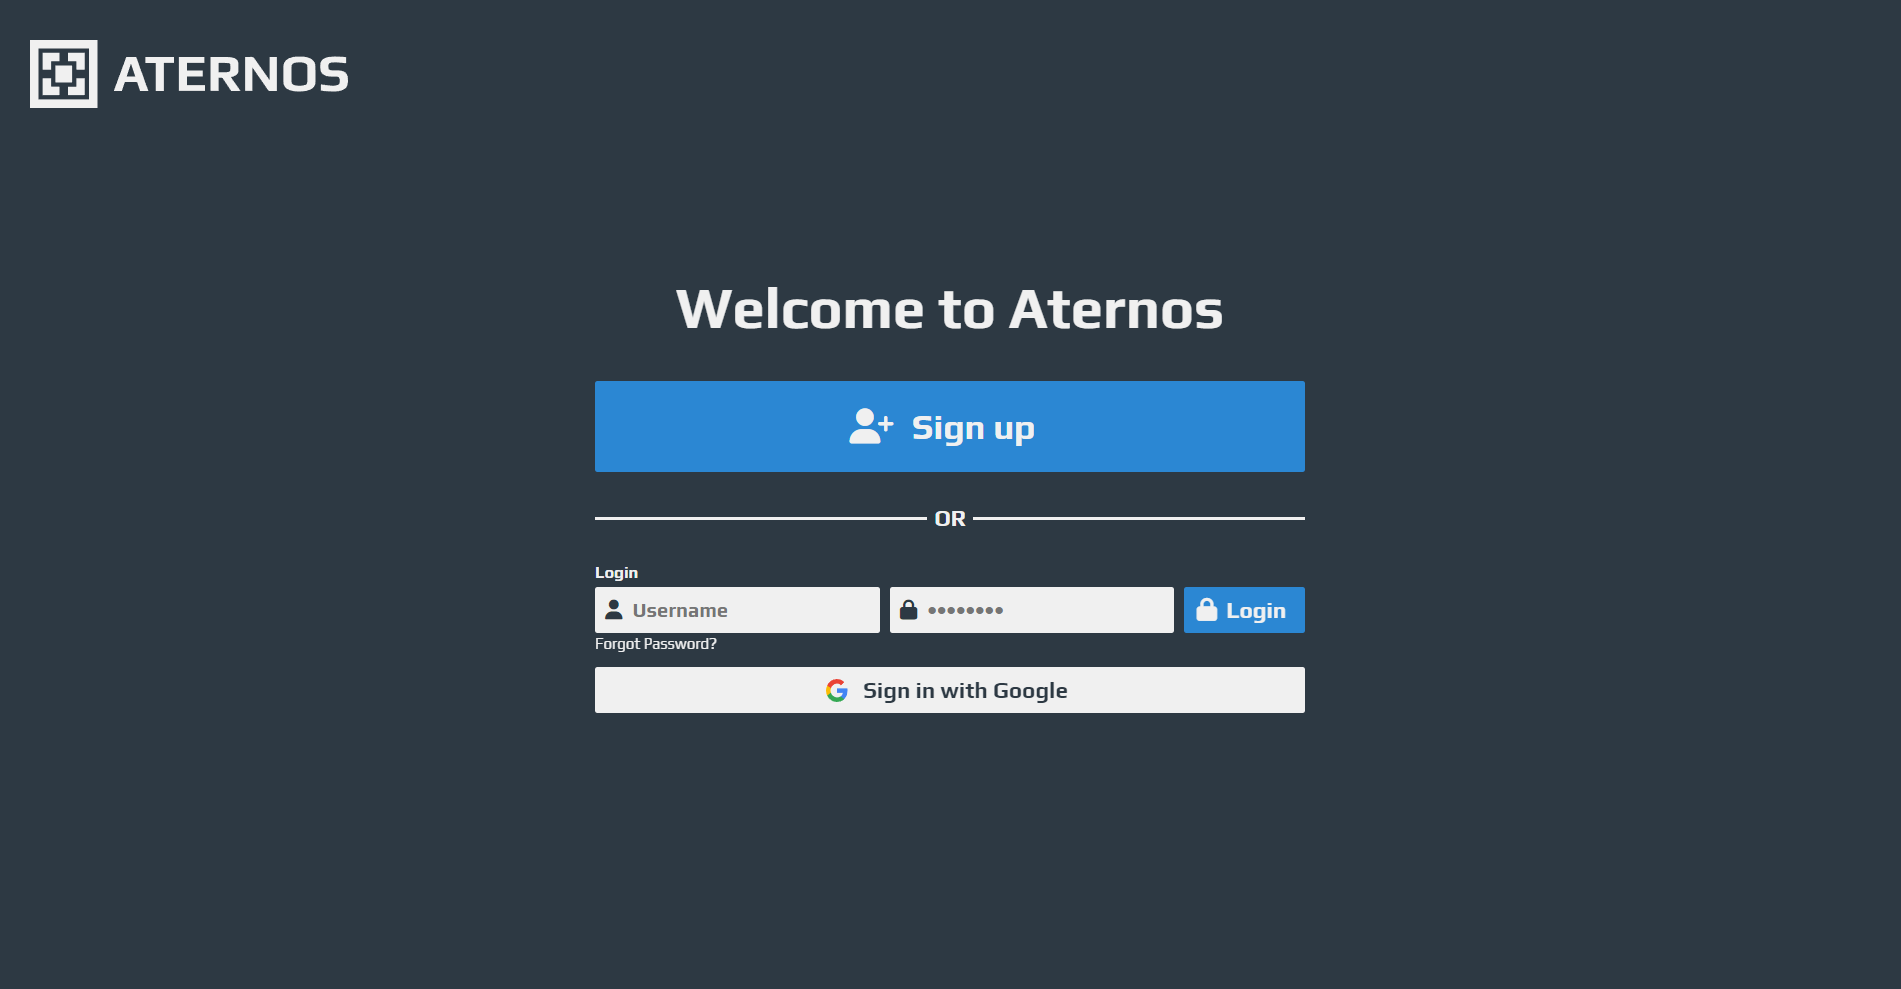 ATERNOS
Welcome to Aternos
Sign up
OR
Login
Username
••••••••
Login
Forgot Password?
Sign in with Google